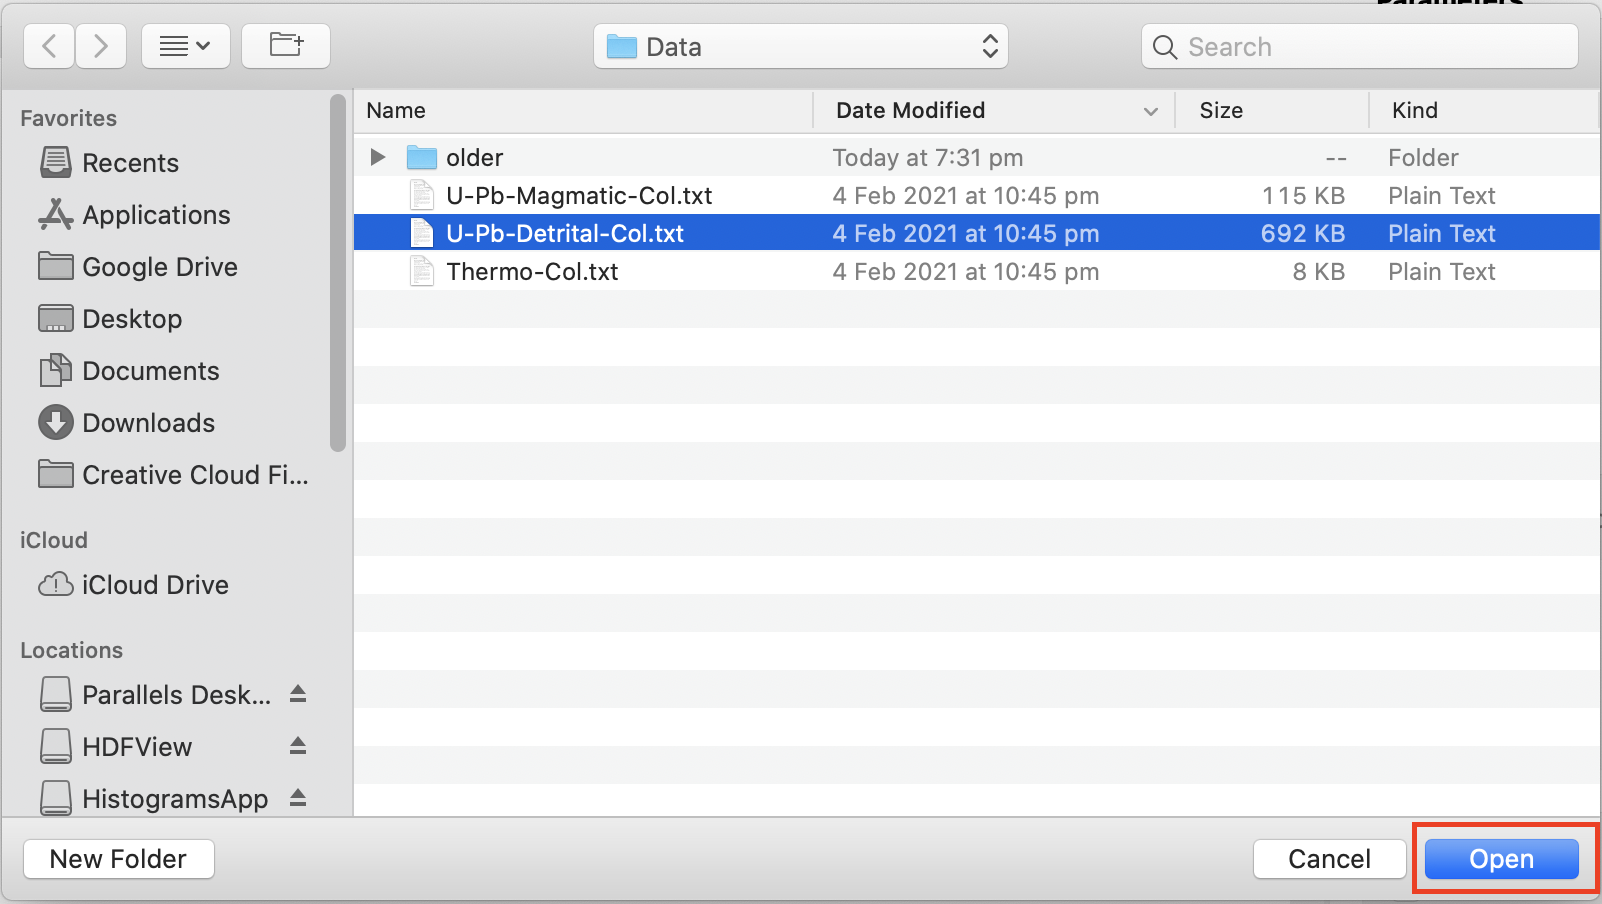 Parameters
Data
Search
Favorites
Recents
Applications
Google Drive
Desktop
Documents
Downloads
Creative Cloud Fi...
iCloud
iCloud Drive
Locations
Parallels Desk...
HDFView
HistogramsApp
Name Date Modified Size Kind
older Today at 7:31 pm -- Folder
U-Pb-Magmatic-Col.txt 4 Feb 2021 at 10:45 pm 115 KB Plain Text
U-Pb-Detrital-Col.txt 4 Feb 2021 at 10:45 pm 692 KB Plain Text
Thermo-Col.txt 4 Feb 2021 at 10:45 pm 8 KB Plain Text
New Folder Cancel Open